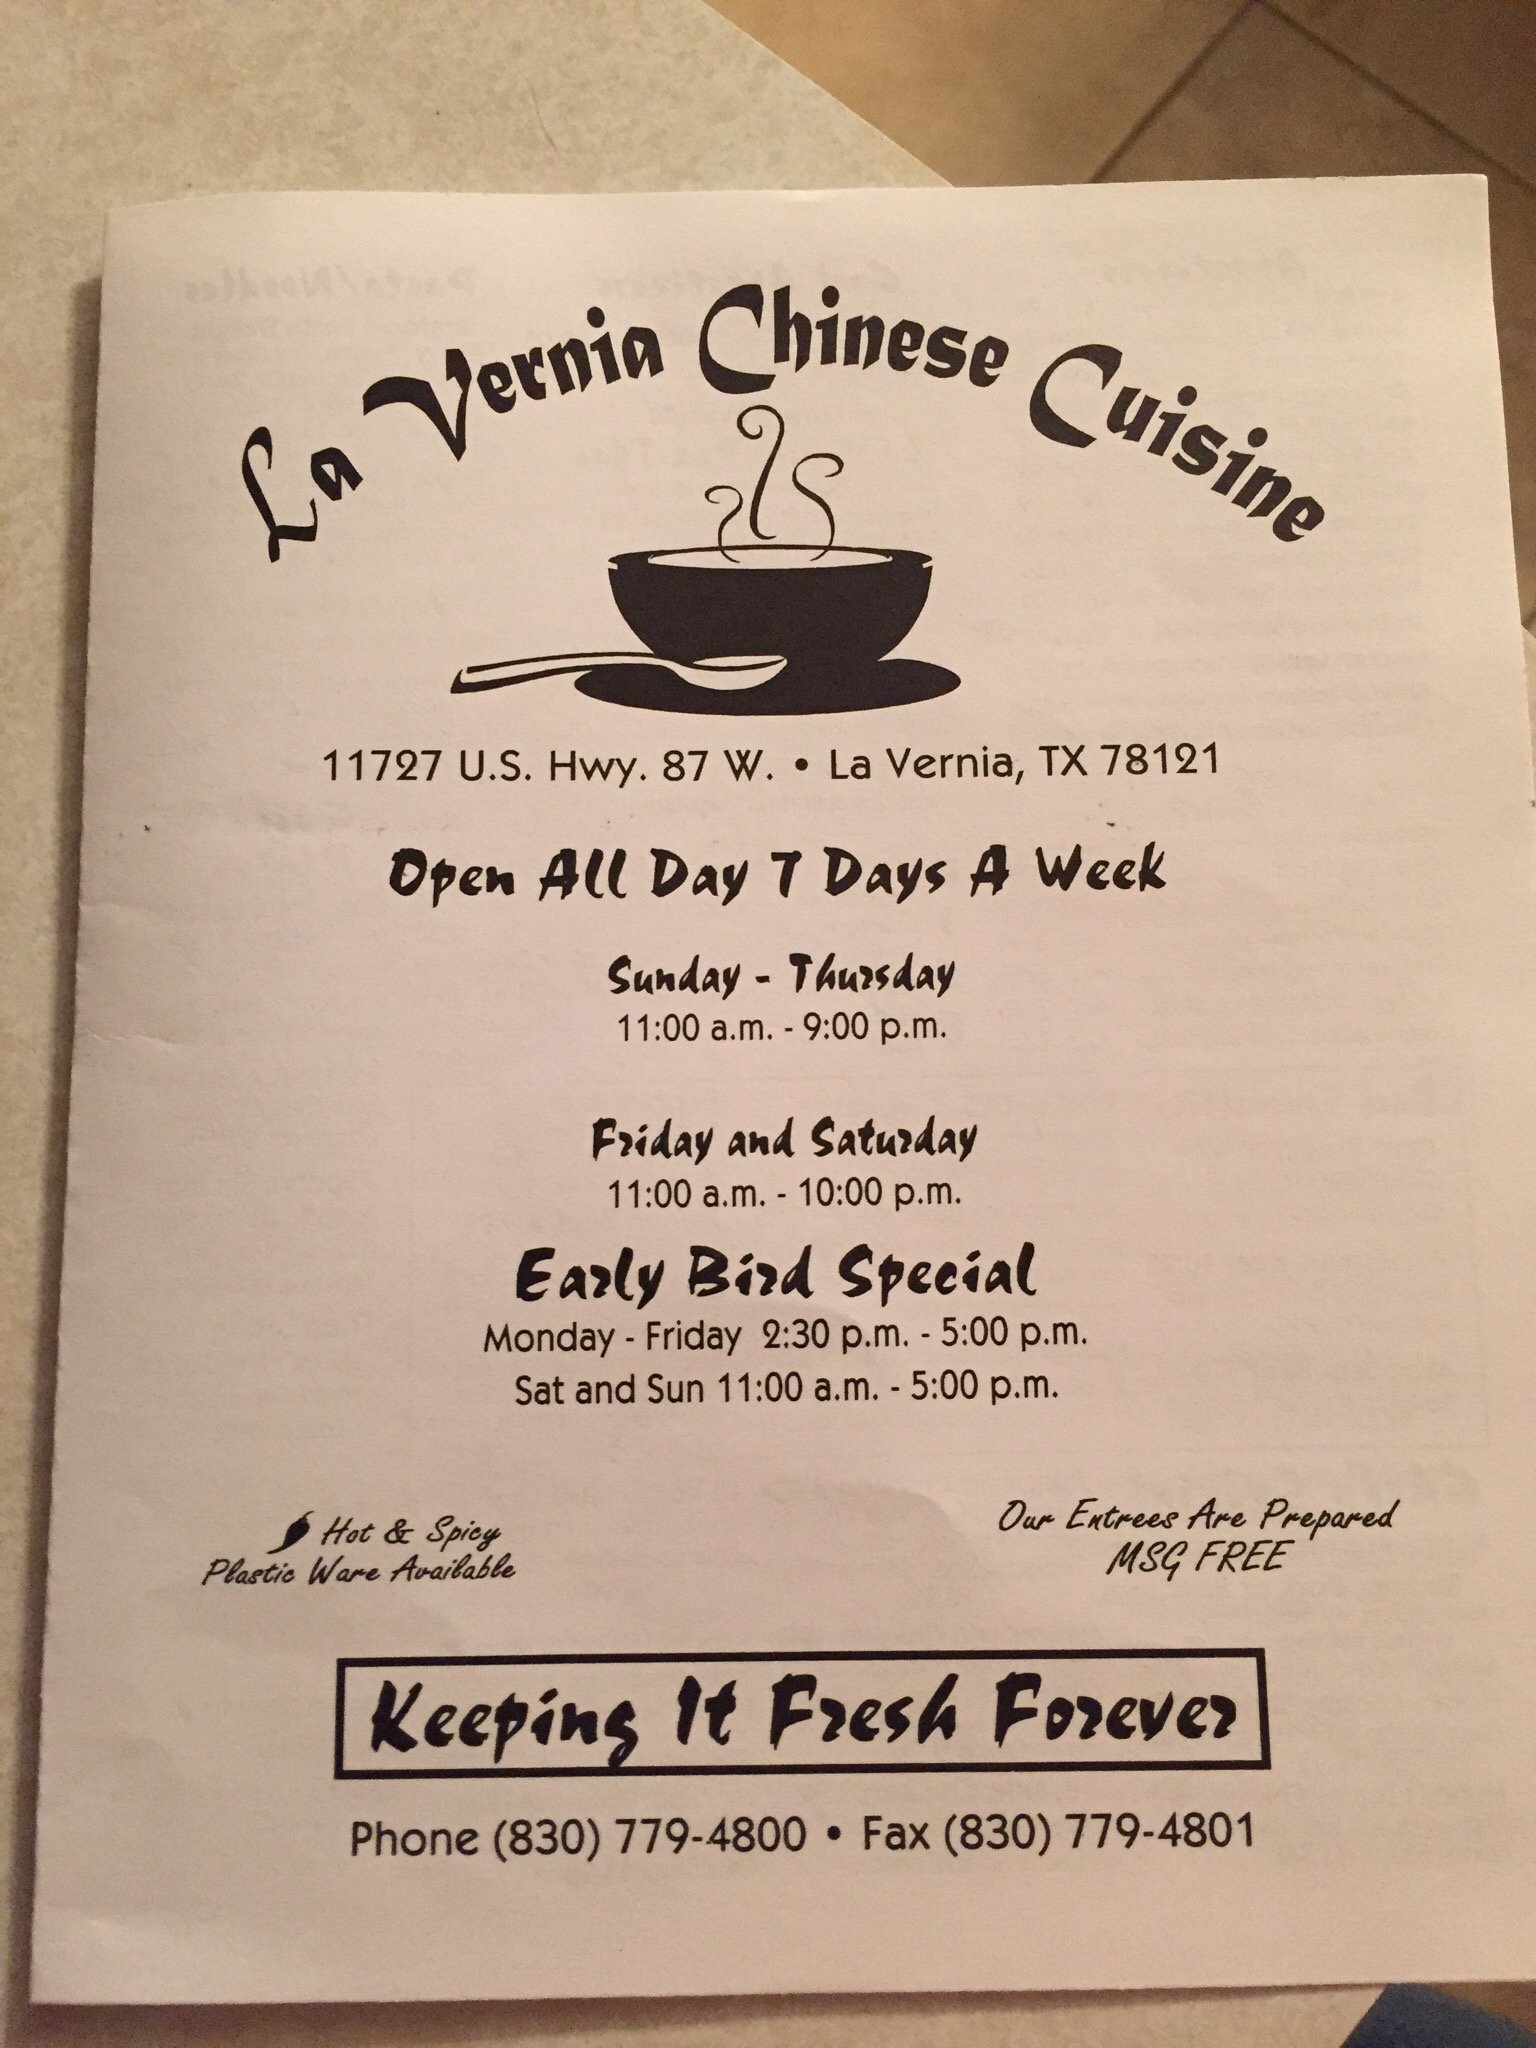 La Vernia Chinese Cuisine
11727 U.S. Hwy. 87 W. • La Vernia, TX 78121
Open All Day 7 Days A Week
Sunday - Thursday
11:00 a.m. - 9:00 p.m.
Friday and Saturday
11:00 a.m. - 10:00 p.m.
Early Bird Special
Monday - Friday 2:30 p.m. - 5:00 p.m.
Sat and Sun 11:00 a.m. - 5:00 p.m.
Hot & Spicy
Plastic Ware Available
Our Entrees Are Prepared
MSG FREE
Keeping It Fresh Forever
Phone (830) 779-4800 • Fax (830) 779-4801